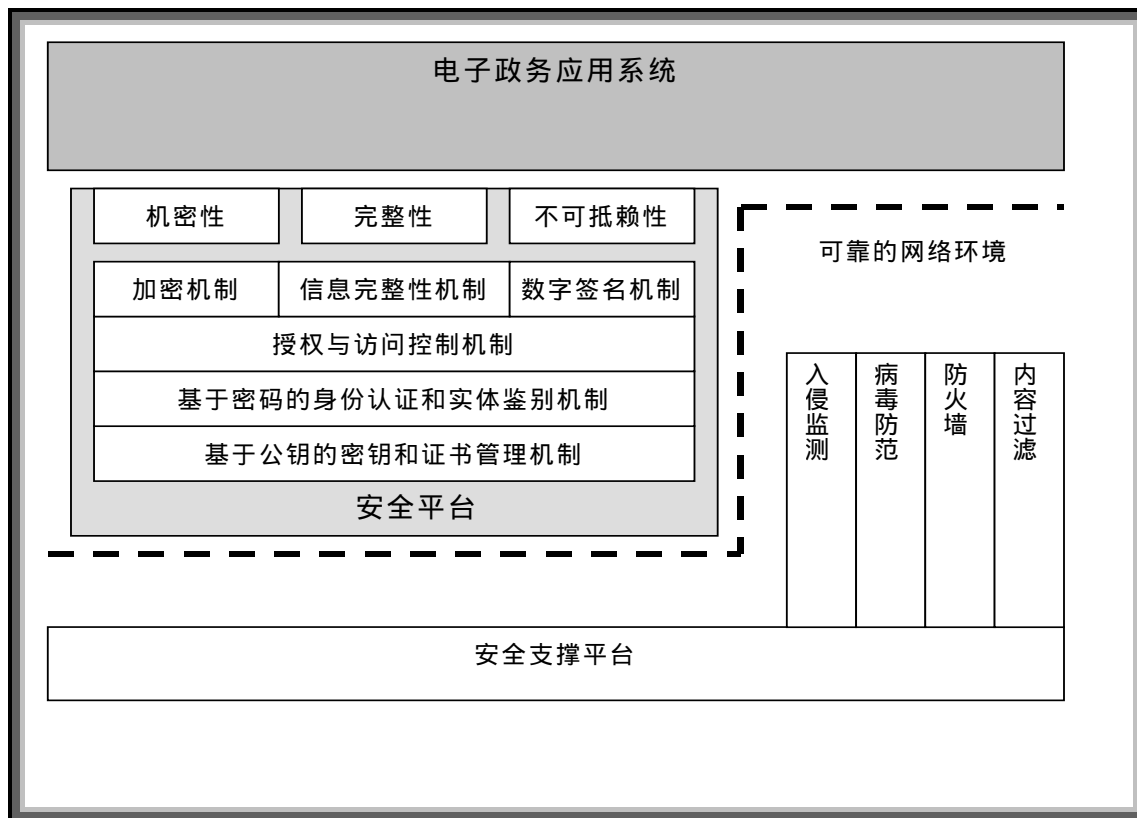 电子政务应用系统
机密性
完整性
不可抵赖性
可靠的网络环境
加密机制
信息完整性机制
数字签名机制
授权与访问控制机制
基于密码的身份认证和实体鉴别机制
基于公钥的密钥和证书管理机制
安全平台
入侵监测
病毒防范
防火墙
内容过滤
安全支撑平台